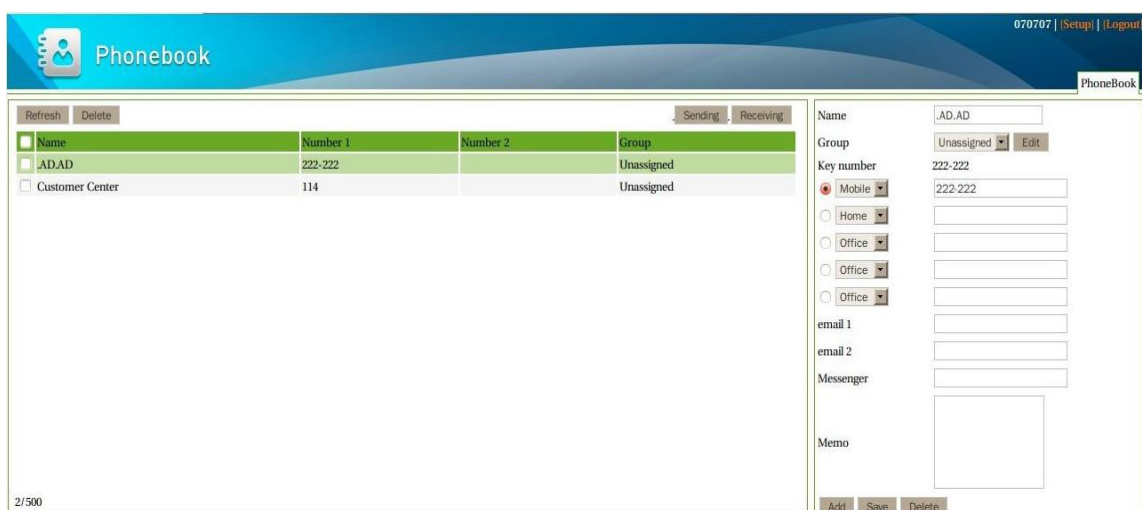 070707 | [Setup] | [Logout]
Phonebook
PhoneBook
Refresh Delete . Sending . Receiving
Name Number 1 Number 2 Group
.AD.AD 222-222 Unassigned
Customer Center 114 Unassigned
2/500
Name .AD.AD
Group Unassigned Edit
Key number 222-222
Mobile 222-222
Home
Office
Office
Office
email 1
email 2
Messenger
Memo
Add Save Delete